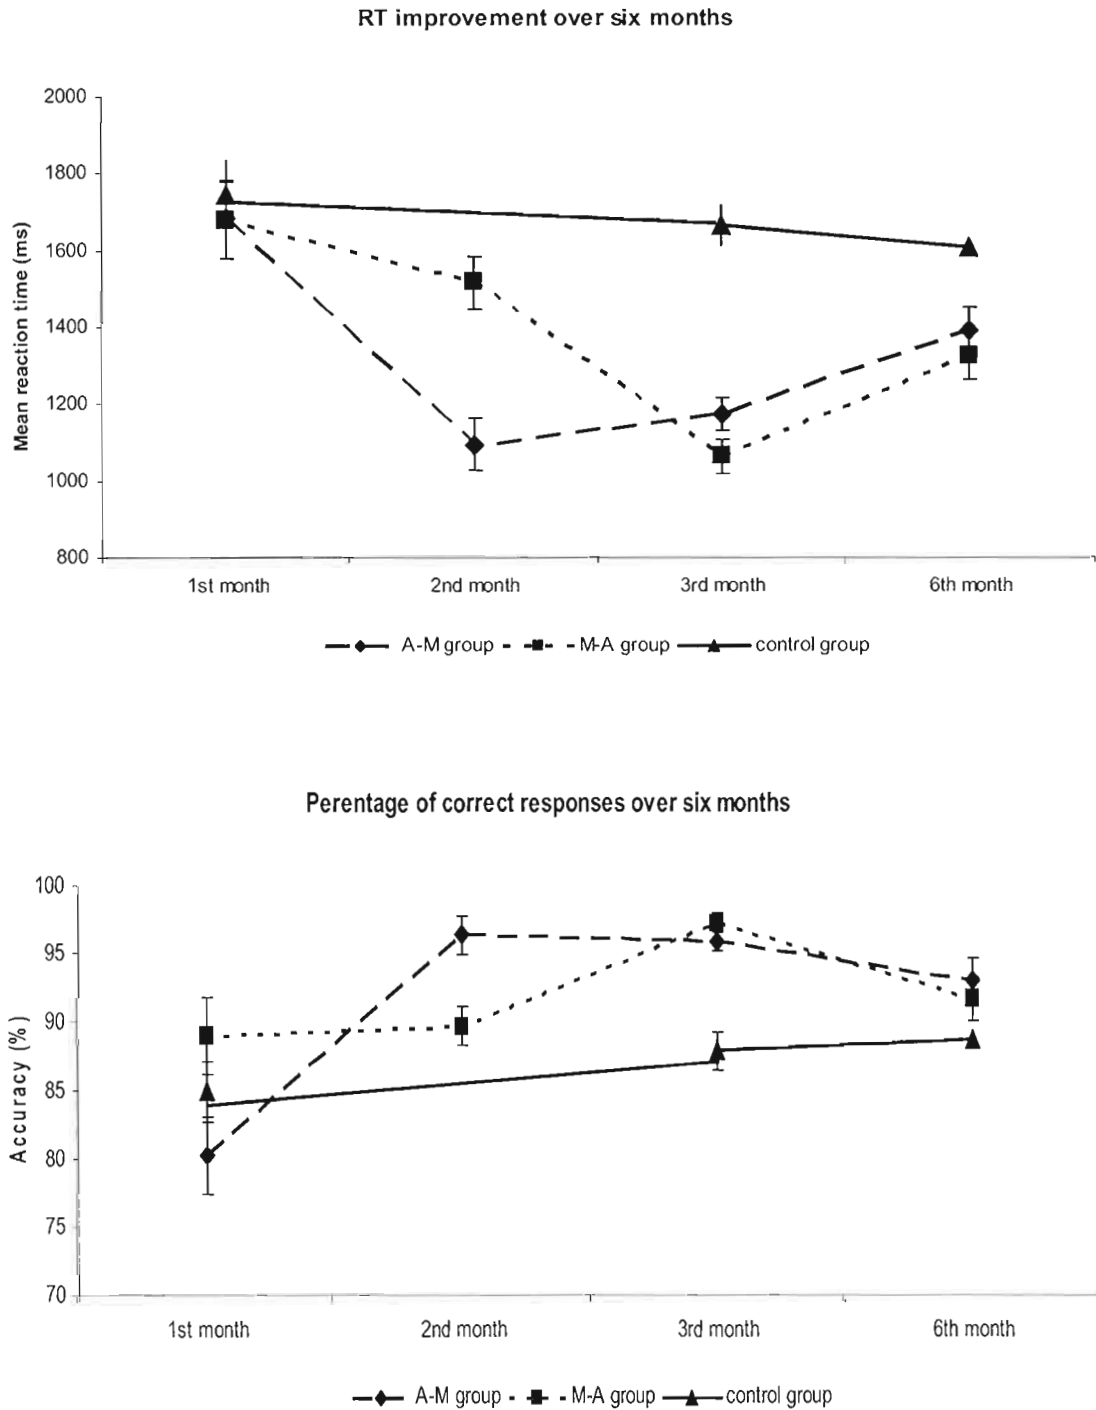 RT improvement over six months
2000
1800
1600
1400
1200
1000
800
Mean reaction time (ms)
1st month 2nd month 3rd month 6th month
A-M group M-A group control group
Perentage of correct responses over six months
100
95
90
85
80
75
70
Accuracy (%)
1st month 2nd month 3rd month 6th month
A-M group M-A group control group